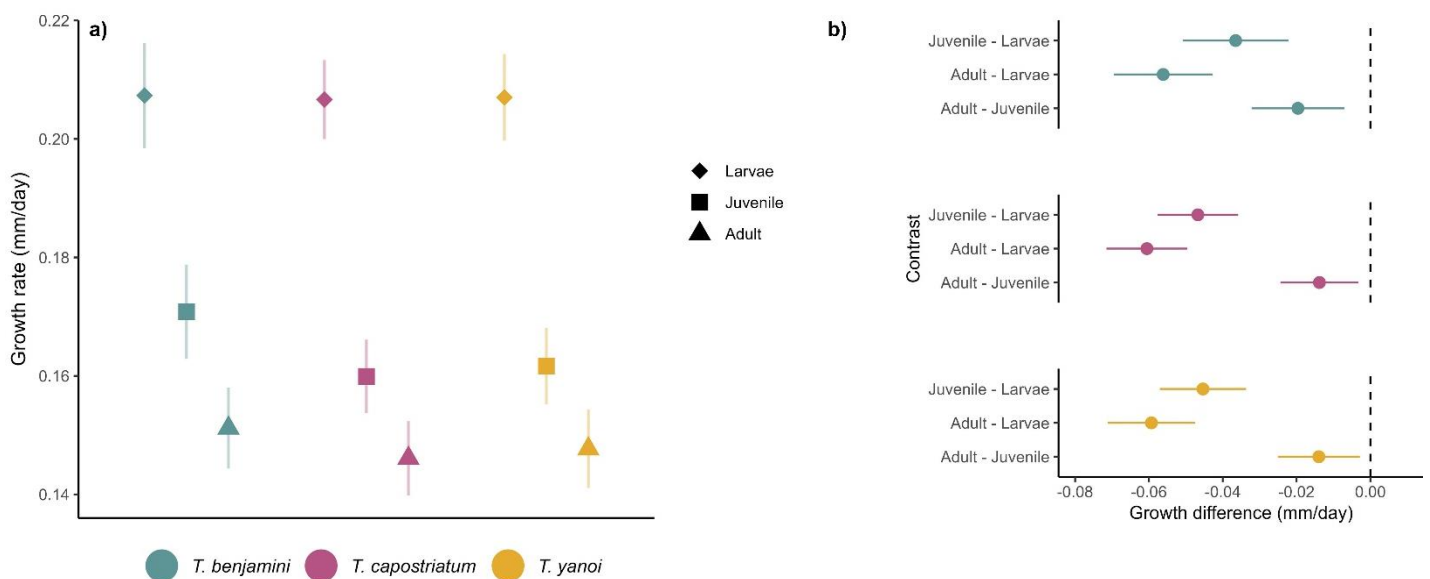 a)
0.22
0.20
0.18
0.16
0.14
Growth rate (mm/day)
Larvae
Juvenile
Adult
T. benjamini
T. capostriatum
T. yanoi
b)
Juvenile - Larvae
Adult - Larvae
Adult - Juvenile
Juvenile - Larvae
Adult - Larvae
Adult - Juvenile
Contrast
Juvenile - Larvae
Adult - Larvae
Adult - Juvenile
-0.08 -0.06 -0.04 -0.02 0.00
Growth difference (mm/day)